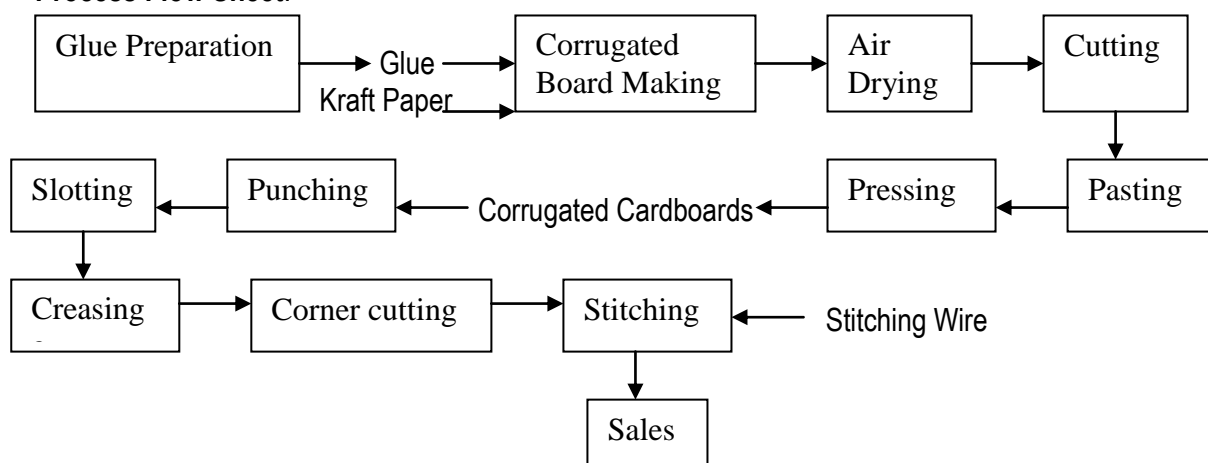 Process Flow Sheet:
Glue Preparation
Glue
Kraft Paper
Corrugated
Board Making
Air
Drying
Cutting
Slotting
Punching
Corrugated Cardboards
Pressing
Pasting
Creasing
Corner cutting
Stitching
Stitching Wire
Sales